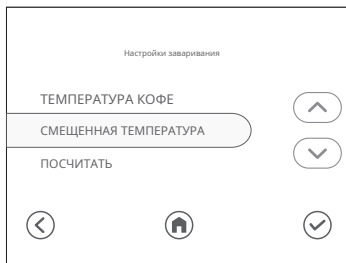 Настройки заваривания
ТЕМПЕРАТУРА КОФЕ
СМЕЩЕННАЯ ТЕМПЕРАТУРА
ПОСЧИТАТЬ